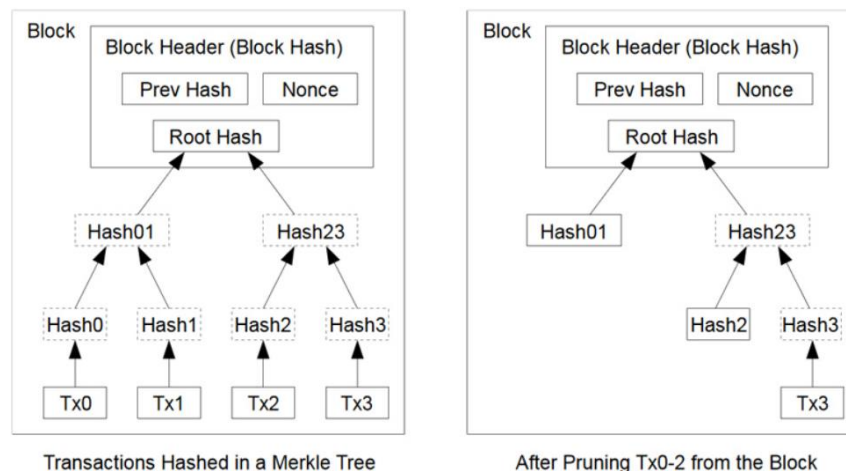 Block
Block Header (Block Hash)
Prev Hash
Nonce
Root Hash
Hash01
Hash23
Hash0
Hash1
Hash2
Hash3
Tx0
Tx1
Tx2
Tx3
Transactions Hashed in a Merkle Tree
Block
Block Header (Block Hash)
Prev Hash
Nonce
Root Hash
Hash01
Hash23
Hash2
Hash3
Tx3
After Pruning Tx0-2 from the Block